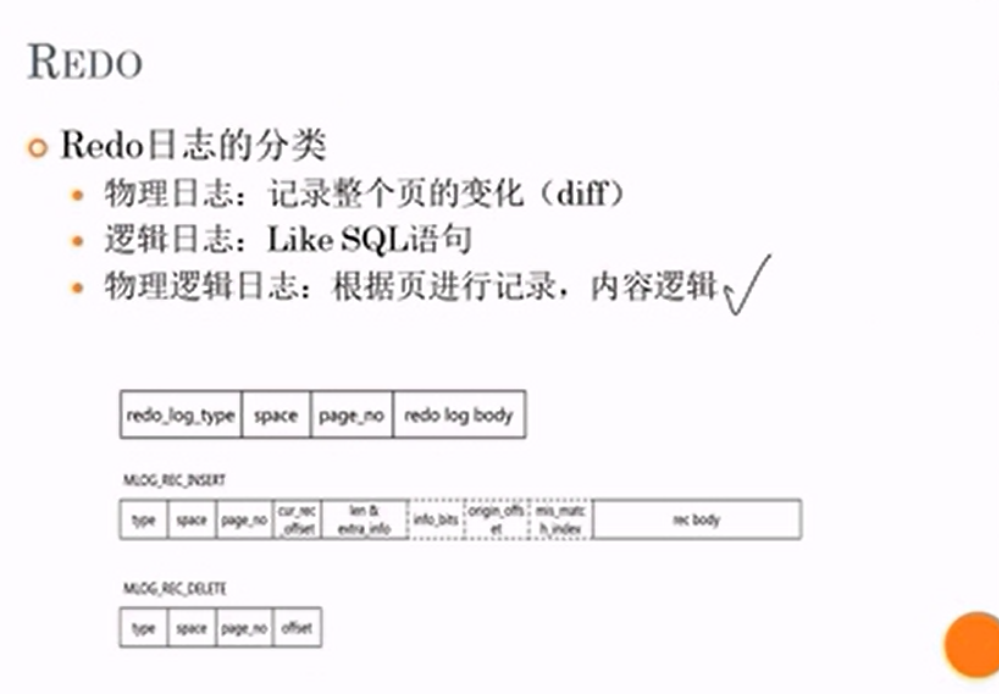 REDO
Redo日志的分类
物理日志：记录整个页的变化（diff）
逻辑日志：Like SQL语句
物理逻辑日志：根据页进行记录，内容逻辑
redo_log_type space page_no redo log body
MLOG_REC_INSERT
type space page_no cur_rec_offset len & extra_info info_bits origin_offset mis_match_index rec body
MLOG_REC_DELETE
type space page_no offset